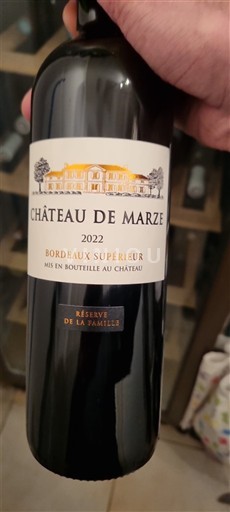 CHÂTEAU DE MARZE
2022
BORDEAUX SUPÉRIEUR
MIS EN BOUTEILLE AU CHÂTEAU
RÉSERVE
DE LA FAMILLE